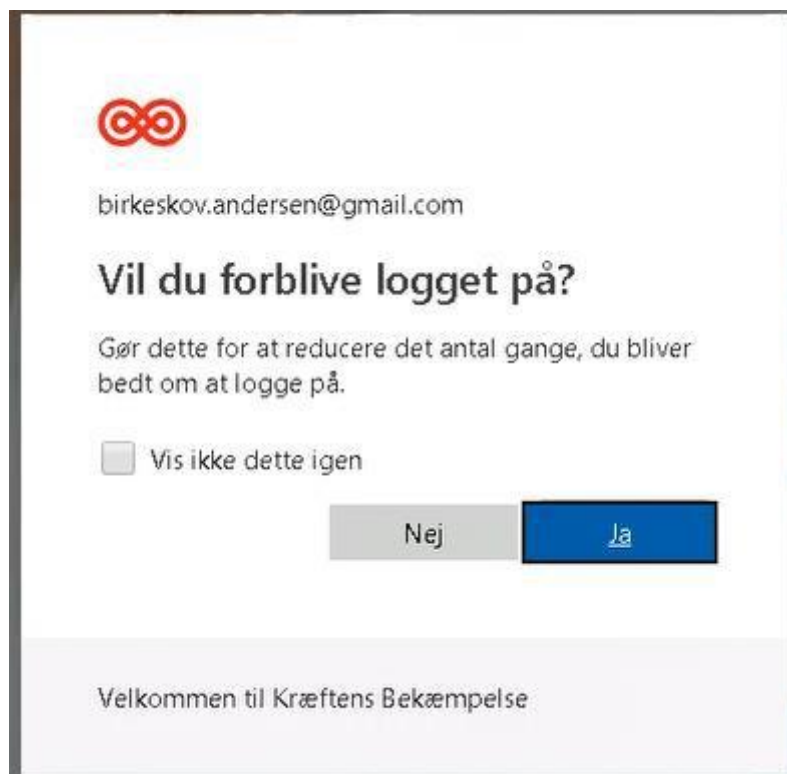 birkeskov.andersen@gmail.com
Vil du forblive logget på?
Gør dette for at reducere det antal gange, du bliver
bedt om at logge på.
Vis ikke dette igen
Nej
Ja
Velkommen til Kræftens Bekæmpelse